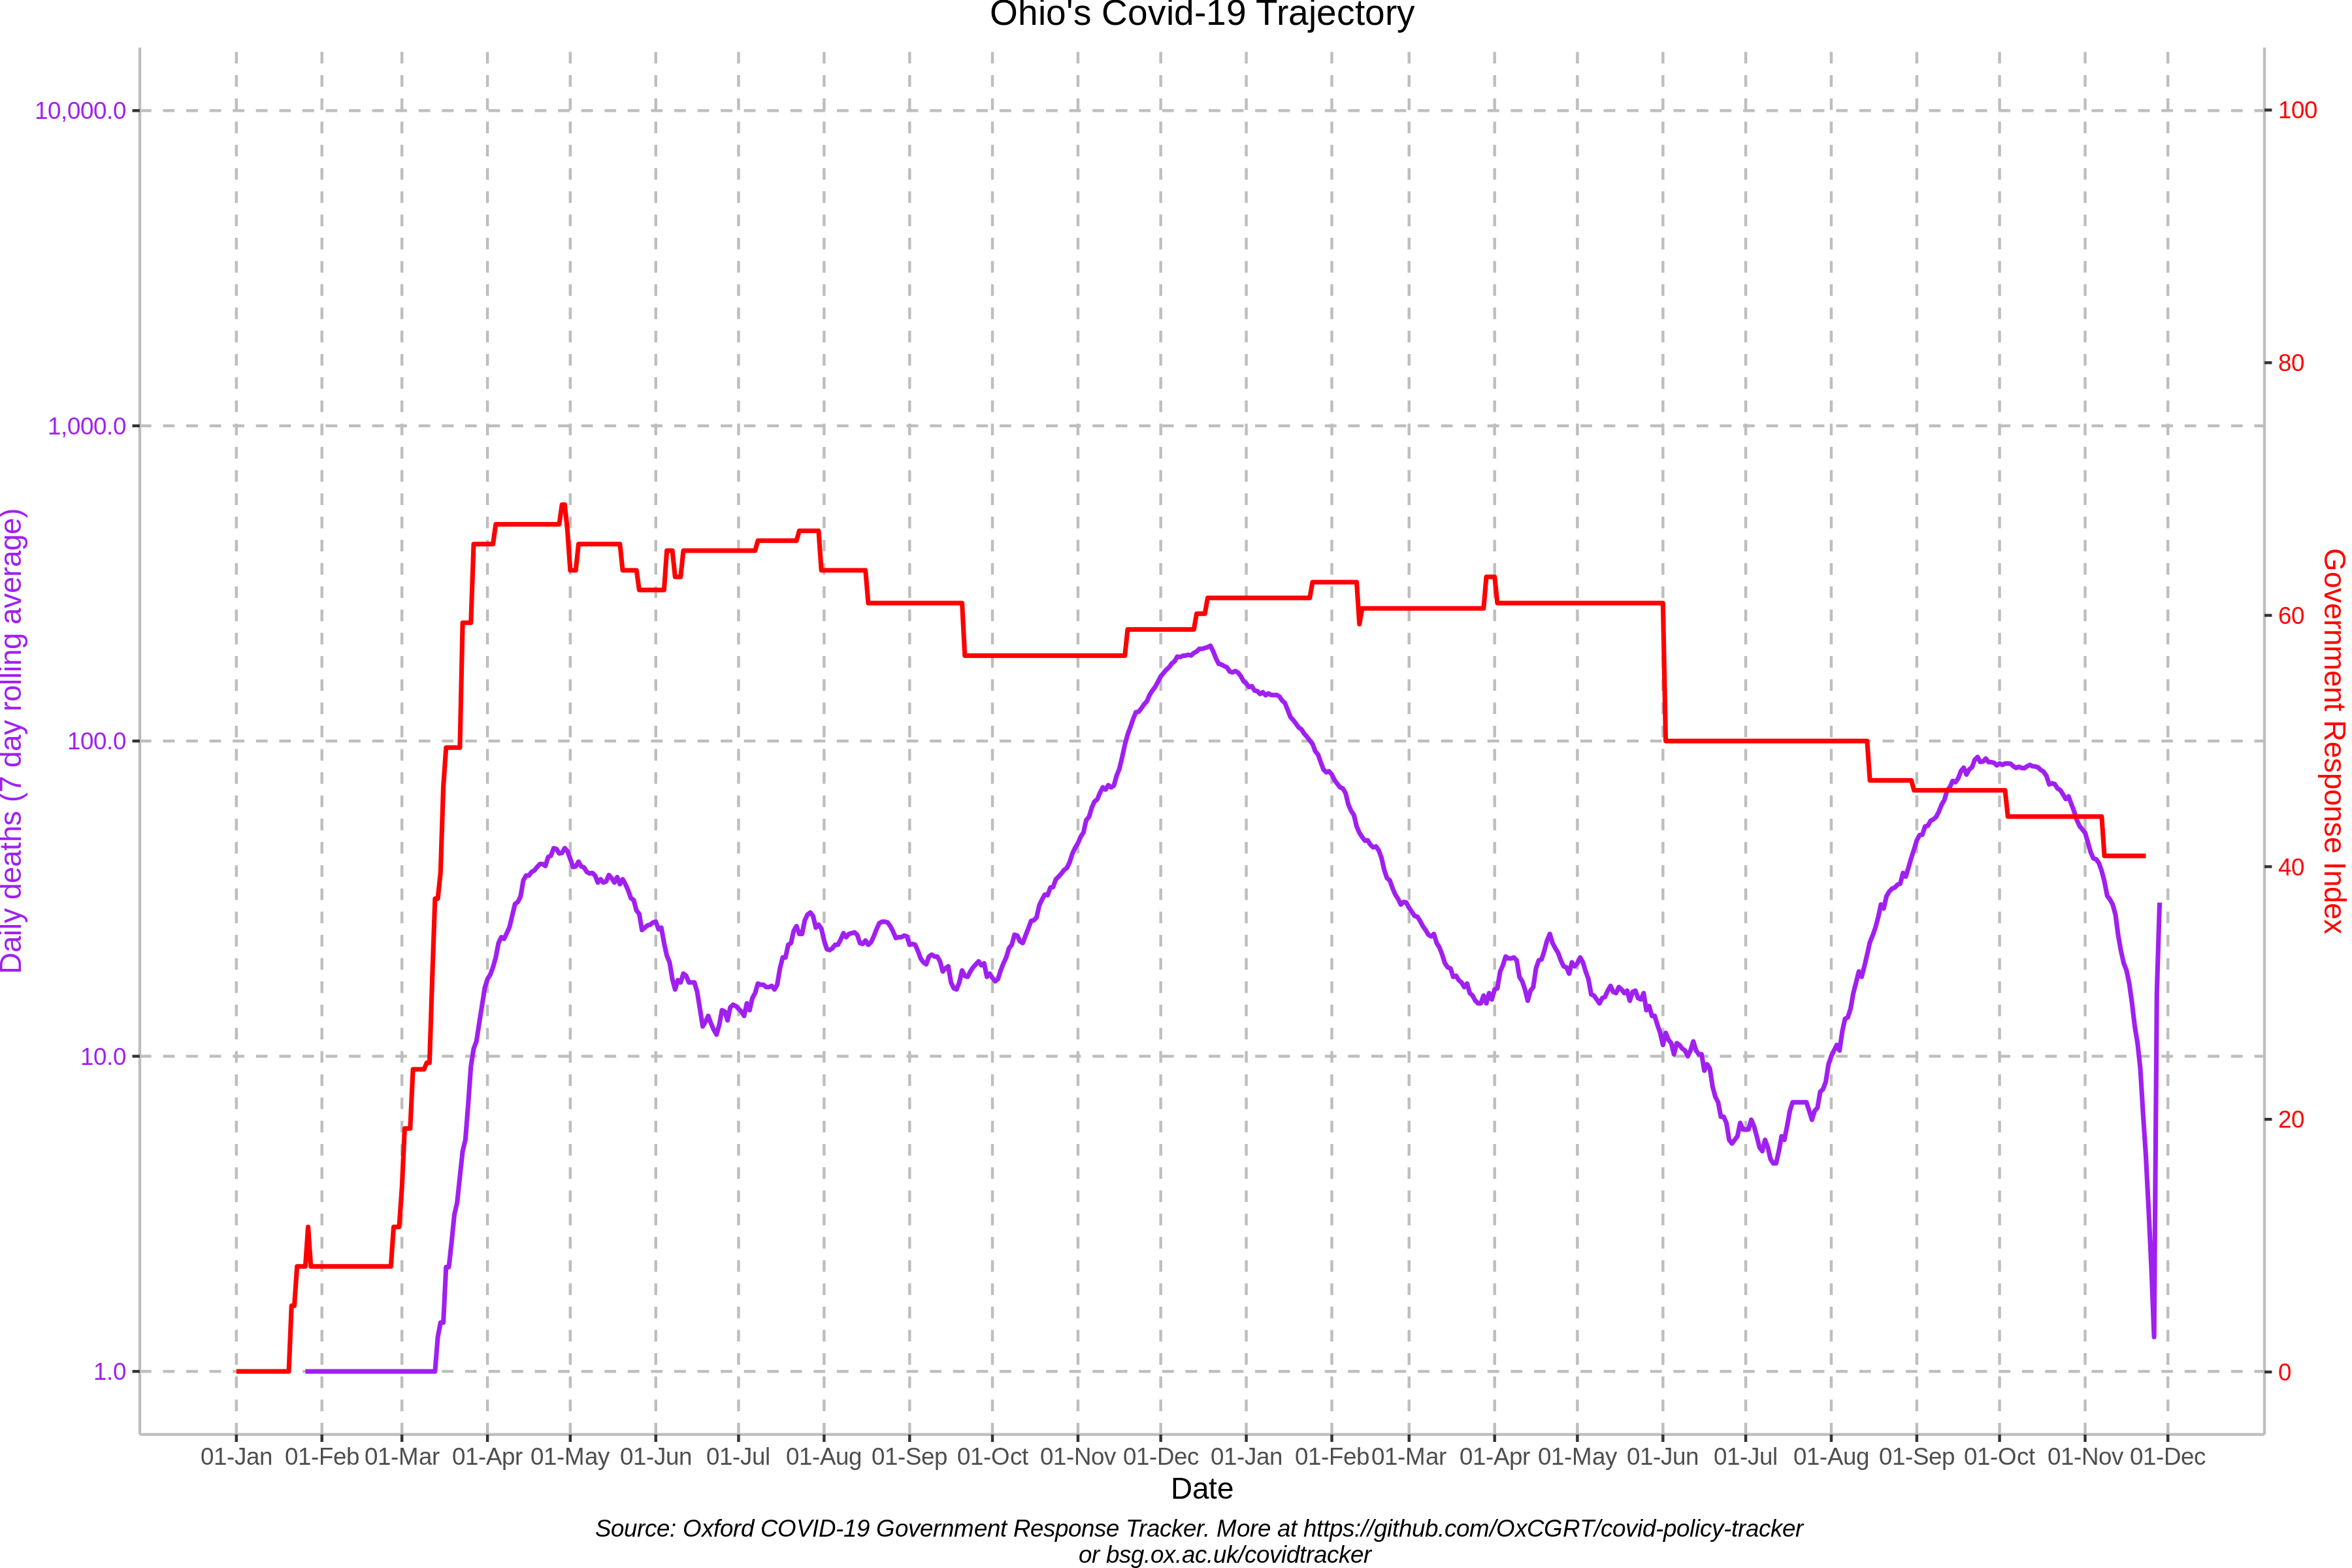 Ohio's Covid-19 Trajectory
10,000.0
1,000.0
100.0
10.0
1.0
Daily deaths (7 day rolling average)
100
80
60
40
20
0
Government Response Index
01-Jan 01-Feb 01-Mar 01-Apr 01-May 01-Jun 01-Jul 01-Aug 01-Sep 01-Oct 01-Nov 01-Dec 01-Jan 01-Feb 01-Mar 01-Apr 01-May 01-Jun 01-Jul 01-Aug 01-Sep 01-Oct 01-Nov 01-Dec
Date
Source: Oxford COVID-19 Government Response Tracker. More at https://github.com/OxCGRT/covid-policy-tracker
or bsg.ox.ac.uk/covidtracker